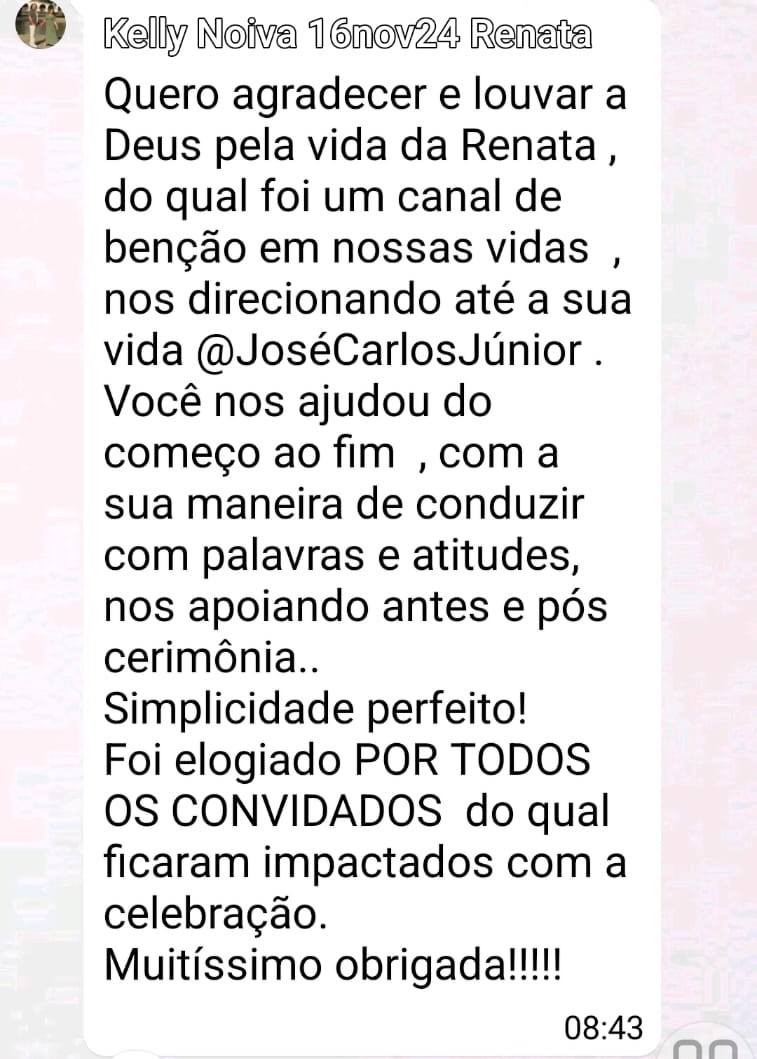 Kelly Noiva 16nov24 Renata
Quero agradecer e louvar a
Deus pela vida da Renata ,
do qual foi um canal de
benção em nossas vidas  ,
nos direcionando até a sua
vida @JoséCarlosJúnior .
Você nos ajudou do
começo ao fim  , com a
sua maneira de conduzir
com palavras e atitudes,
nos apoiando antes e pós
cerimônia..
Simplicidade perfeito!
Foi elogiado POR TODOS
OS CONVIDADOS  do qual
ficaram impactados com a
celebração.
Muitíssimo obrigada!!!!!
08:43